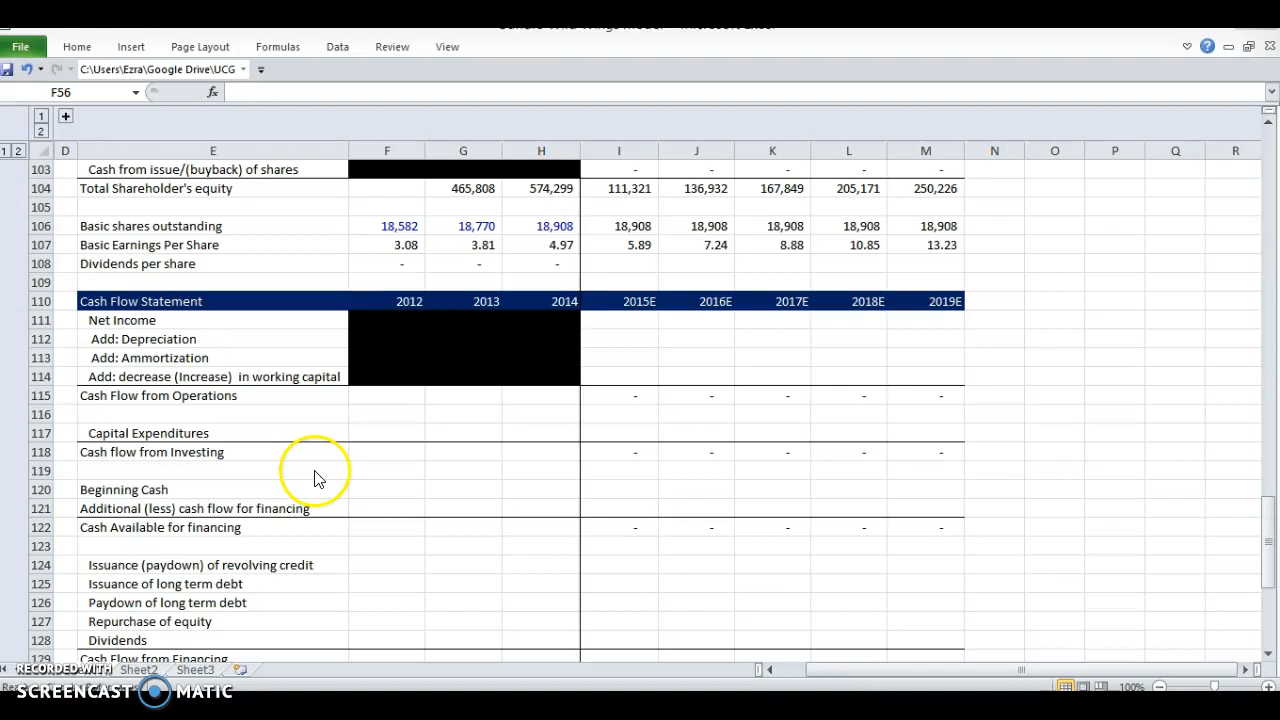 File Home Insert Page Layout Formulas Data Review View
C:\Users\Ezra\Google Drive\UCG
F56 fx
1
2
1 2 D E F G H I J K L M N O P Q R
103 Cash from issue/(buyback) of shares - - - - -
104 Total Shareholder's equity 465,808 574,299 111,321 136,932 167,849 205,171 250,226
105
106 Basic shares outstanding 18,582 18,770 18,908 18,908 18,908 18,908 18,908 18,908
107 Basic Earnings Per Share 3.08 3.81 4.97 5.89 7.24 8.88 10.85 13.23
108 Dividends per share - - -
109
110 Cash Flow Statement 2012 2013 2014 2015E 2016E 2017E 2018E 2019E
111 Net Income
112 Add: Depreciation
113 Add: Ammortization
114 Add: decrease (Increase) in working capital
115 Cash Flow from Operations - - - - -
116
117 Capital Expenditures
118 Cash flow from Investing - - - - -
119
120 Beginning Cash
121 Additional (less) cash flow for financing
122 Cash Available for financing - - - - -
123
124 Issuance (paydown) of revolving credit
125 Issuance of long term debt
126 Paydown of long term debt
127 Repurchase of equity
128 Dividends
129 Cash Flow from Financing
RECORDED WITH Sheet2 Sheet3
SCREENCAST MATIC 100%